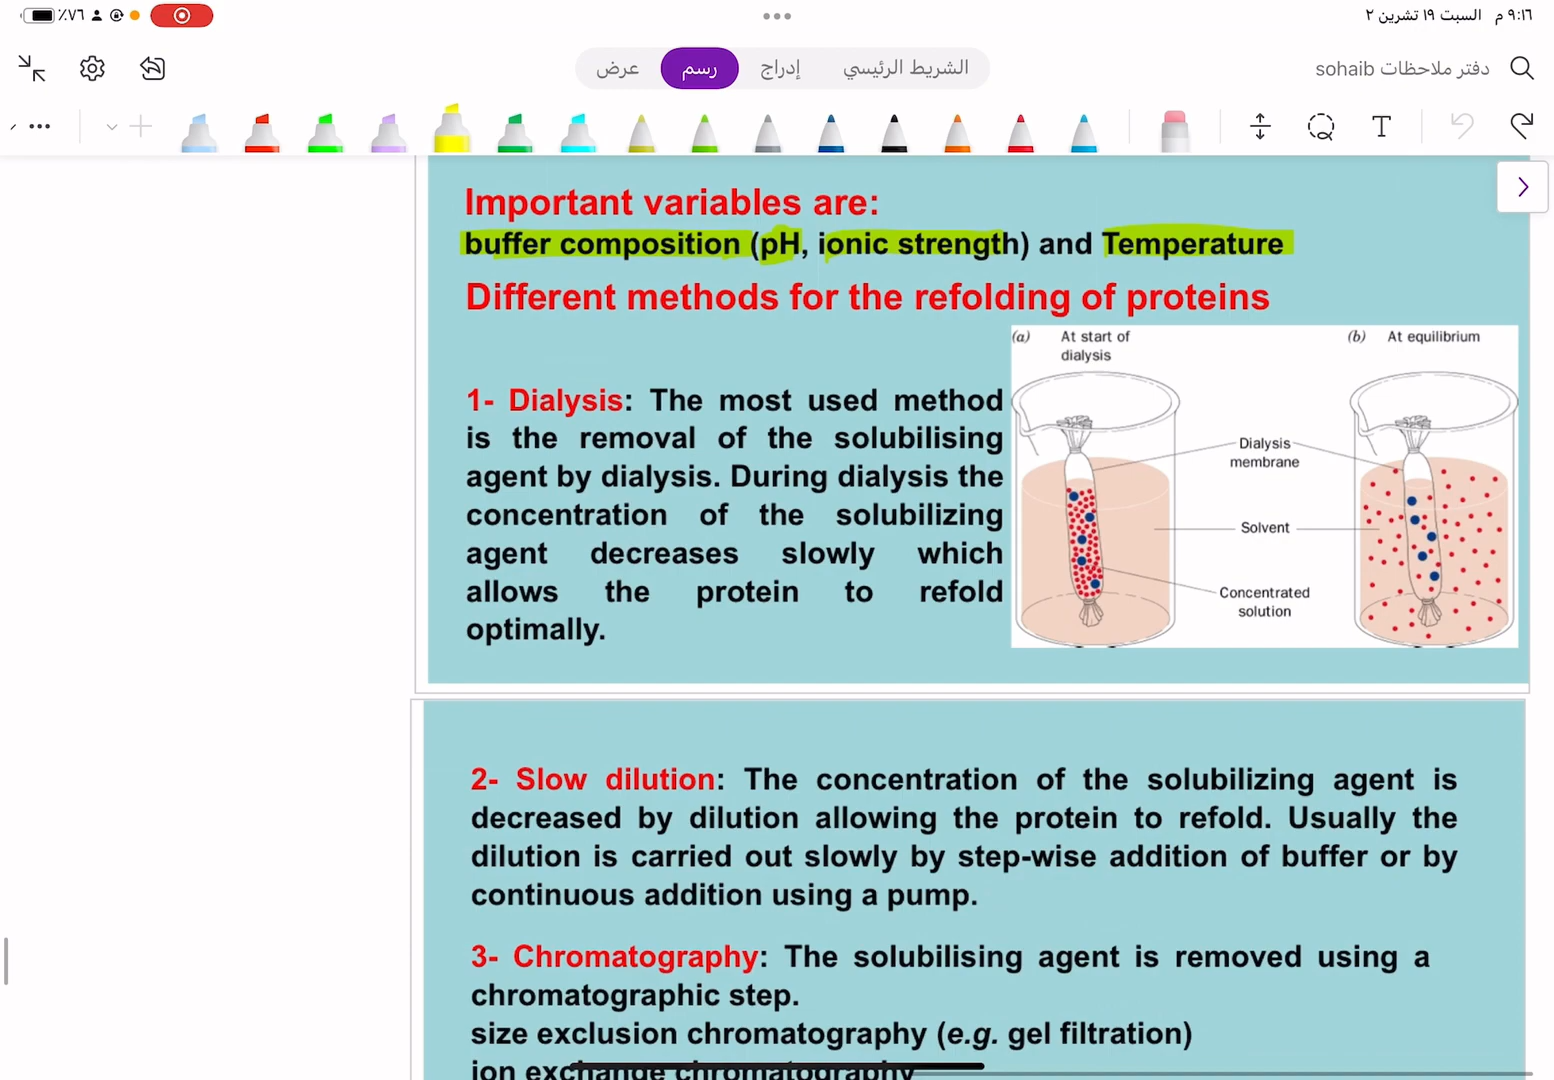 ٪٧٦
٩:١٦ م السبت ١٩ تشرين ٢
الشريط الرئيسي إدراج رسم عرض
دفتر ملاحظات sohaib
T
Important variables are:
buffer composition (pH, ionic strength) and Temperature
Different methods for the refolding of proteins
1- Dialysis: The most used method
is the removal of the solubilising
agent by dialysis. During dialysis the
concentration of the solubilizing
agent decreases slowly which
allows the protein to refold
optimally.
(a) At start of
dialysis
(b) At equilibrium
Dialysis
membrane
Solvent
Concentrated
solution
2- Slow dilution: The concentration of the solubilizing agent is
decreased by dilution allowing the protein to refold. Usually the
dilution is carried out slowly by step-wise addition of buffer or by
continuous addition using a pump.
3- Chromatography: The solubilising agent is removed using a
chromatographic step.
size exclusion chromatography (e.g. gel filtration)
ion exchange chromatography